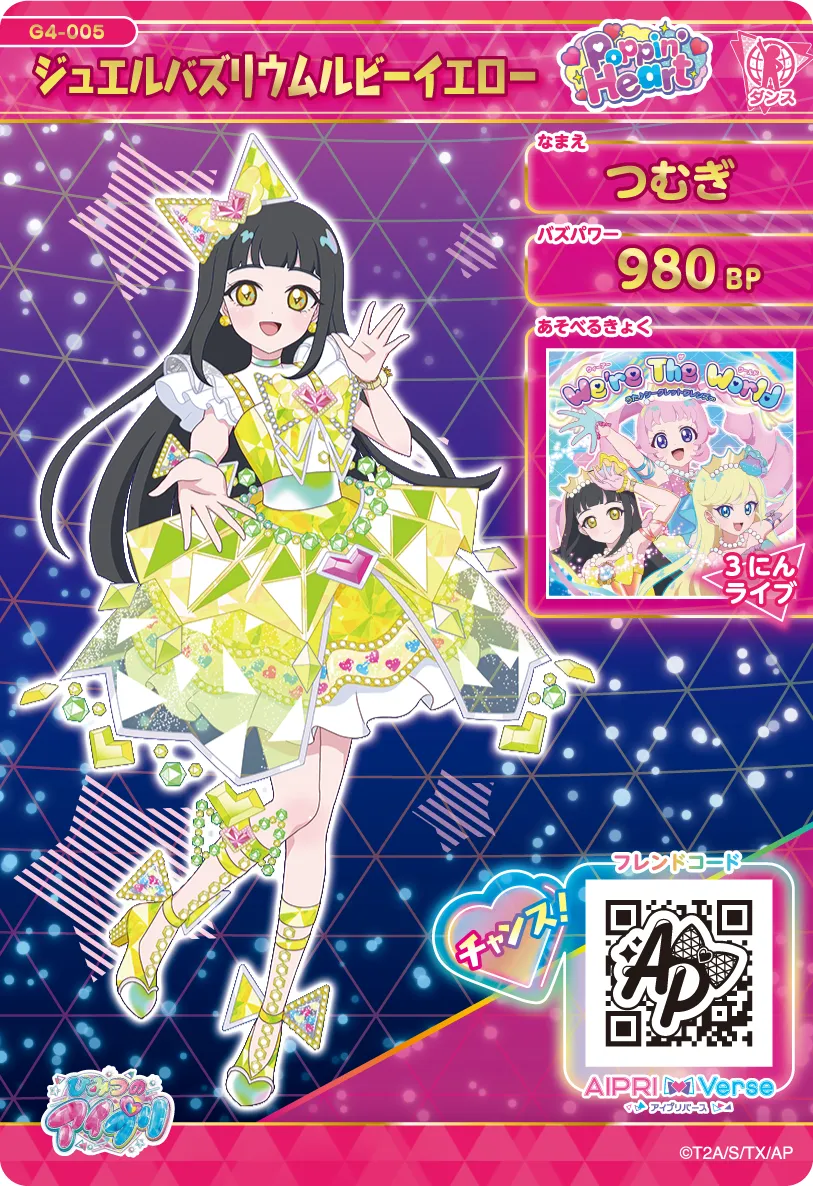 G4-005
ジュエルバズリウムルビーイエロー
Poppin' Heart
ダンス
なまえ
つむぎ
バズパワー
980 BP
あそべるきょく
We're The World
3にん
ライブ
フレンドコード
チャンス!
AP
AIPRI Verse
アイプリバース
ひみつの
アイプリ
©T2A/S/TX/AP